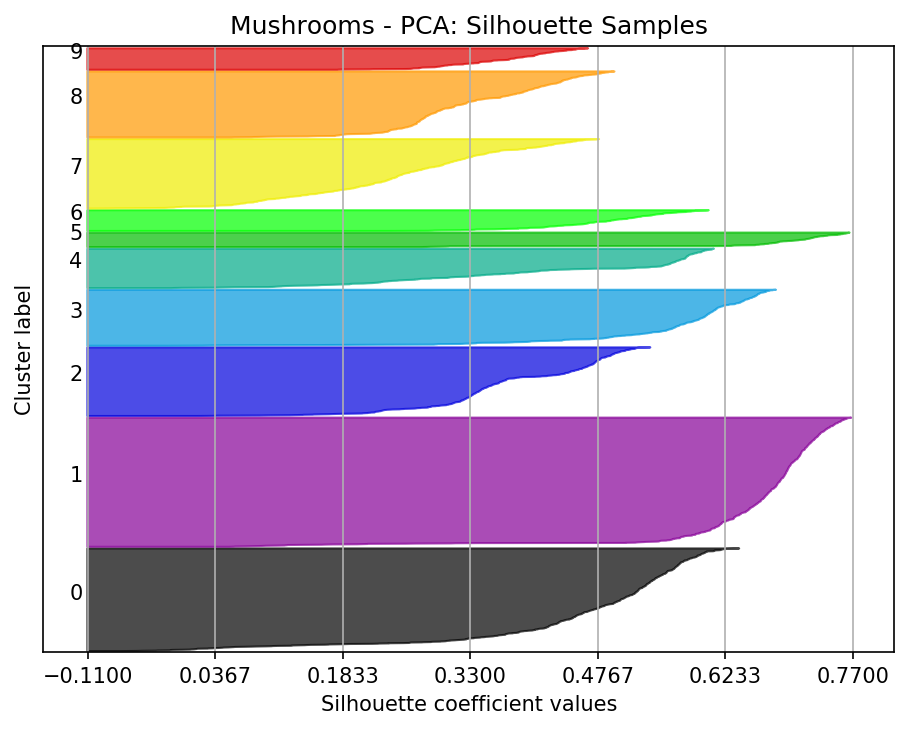 Mushrooms - PCA: Silhouette Samples
9
8
7
6
5
4
3
2
1
0
Cluster label
−0.1100 0.0367 0.1833 0.3300 0.4767 0.6233 0.7700
Silhouette coefficient values